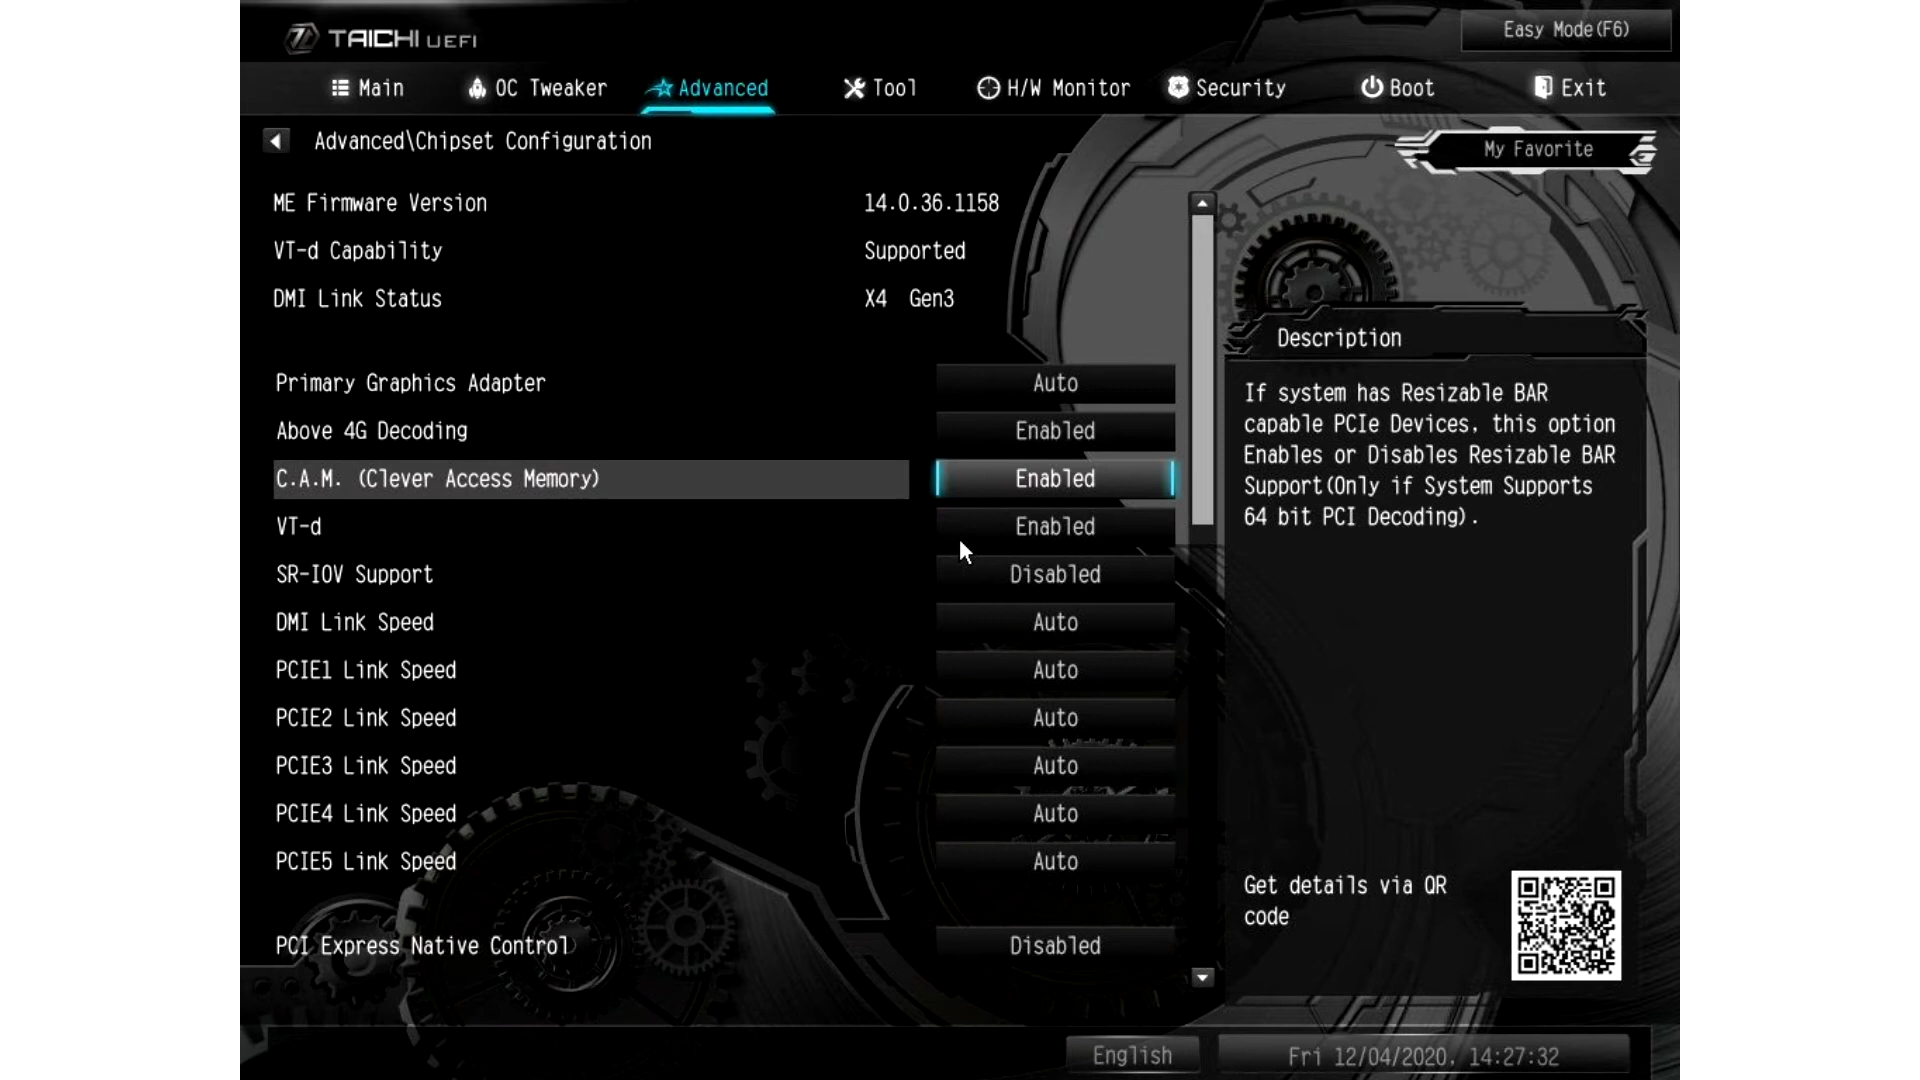 TAICHI UEFI
Easy Mode(F6)
Main OC Tweaker Advanced Tool H/W Monitor Security Boot Exit
Advanced\Chipset Configuration
My Favorite
ME Firmware Version 14.0.36.1158
VT-d Capability Supported
DMI Link Status X4 Gen3
Primary Graphics Adapter Auto
Above 4G Decoding Enabled
C.A.M. (Clever Access Memory) Enabled
VT-d Enabled
SR-IOV Support Disabled
DMI Link Speed Auto
PCIE1 Link Speed Auto
PCIE2 Link Speed Auto
PCIE3 Link Speed Auto
PCIE4 Link Speed Auto
PCIE5 Link Speed Auto
PCI Express Native Control Disabled
Description
If system has Resizable BAR
capable PCIe Devices, this option
Enables or Disables Resizable BAR
Support(Only if System Supports
64 bit PCI Decoding).
Get details via QR
code
English
Fri 12/04/2020, 14:27:32